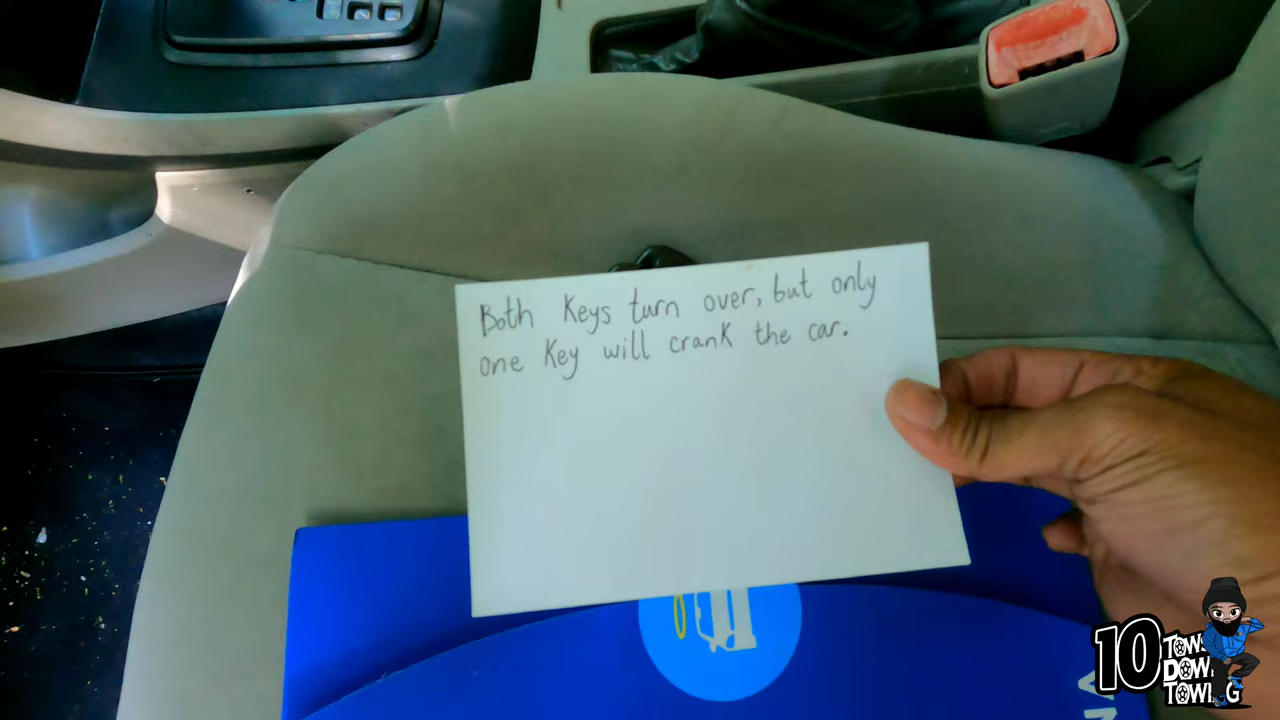 Both Keys turn over, but only
one Key will crank the car.
10 TOWS
DOWN
TOWING